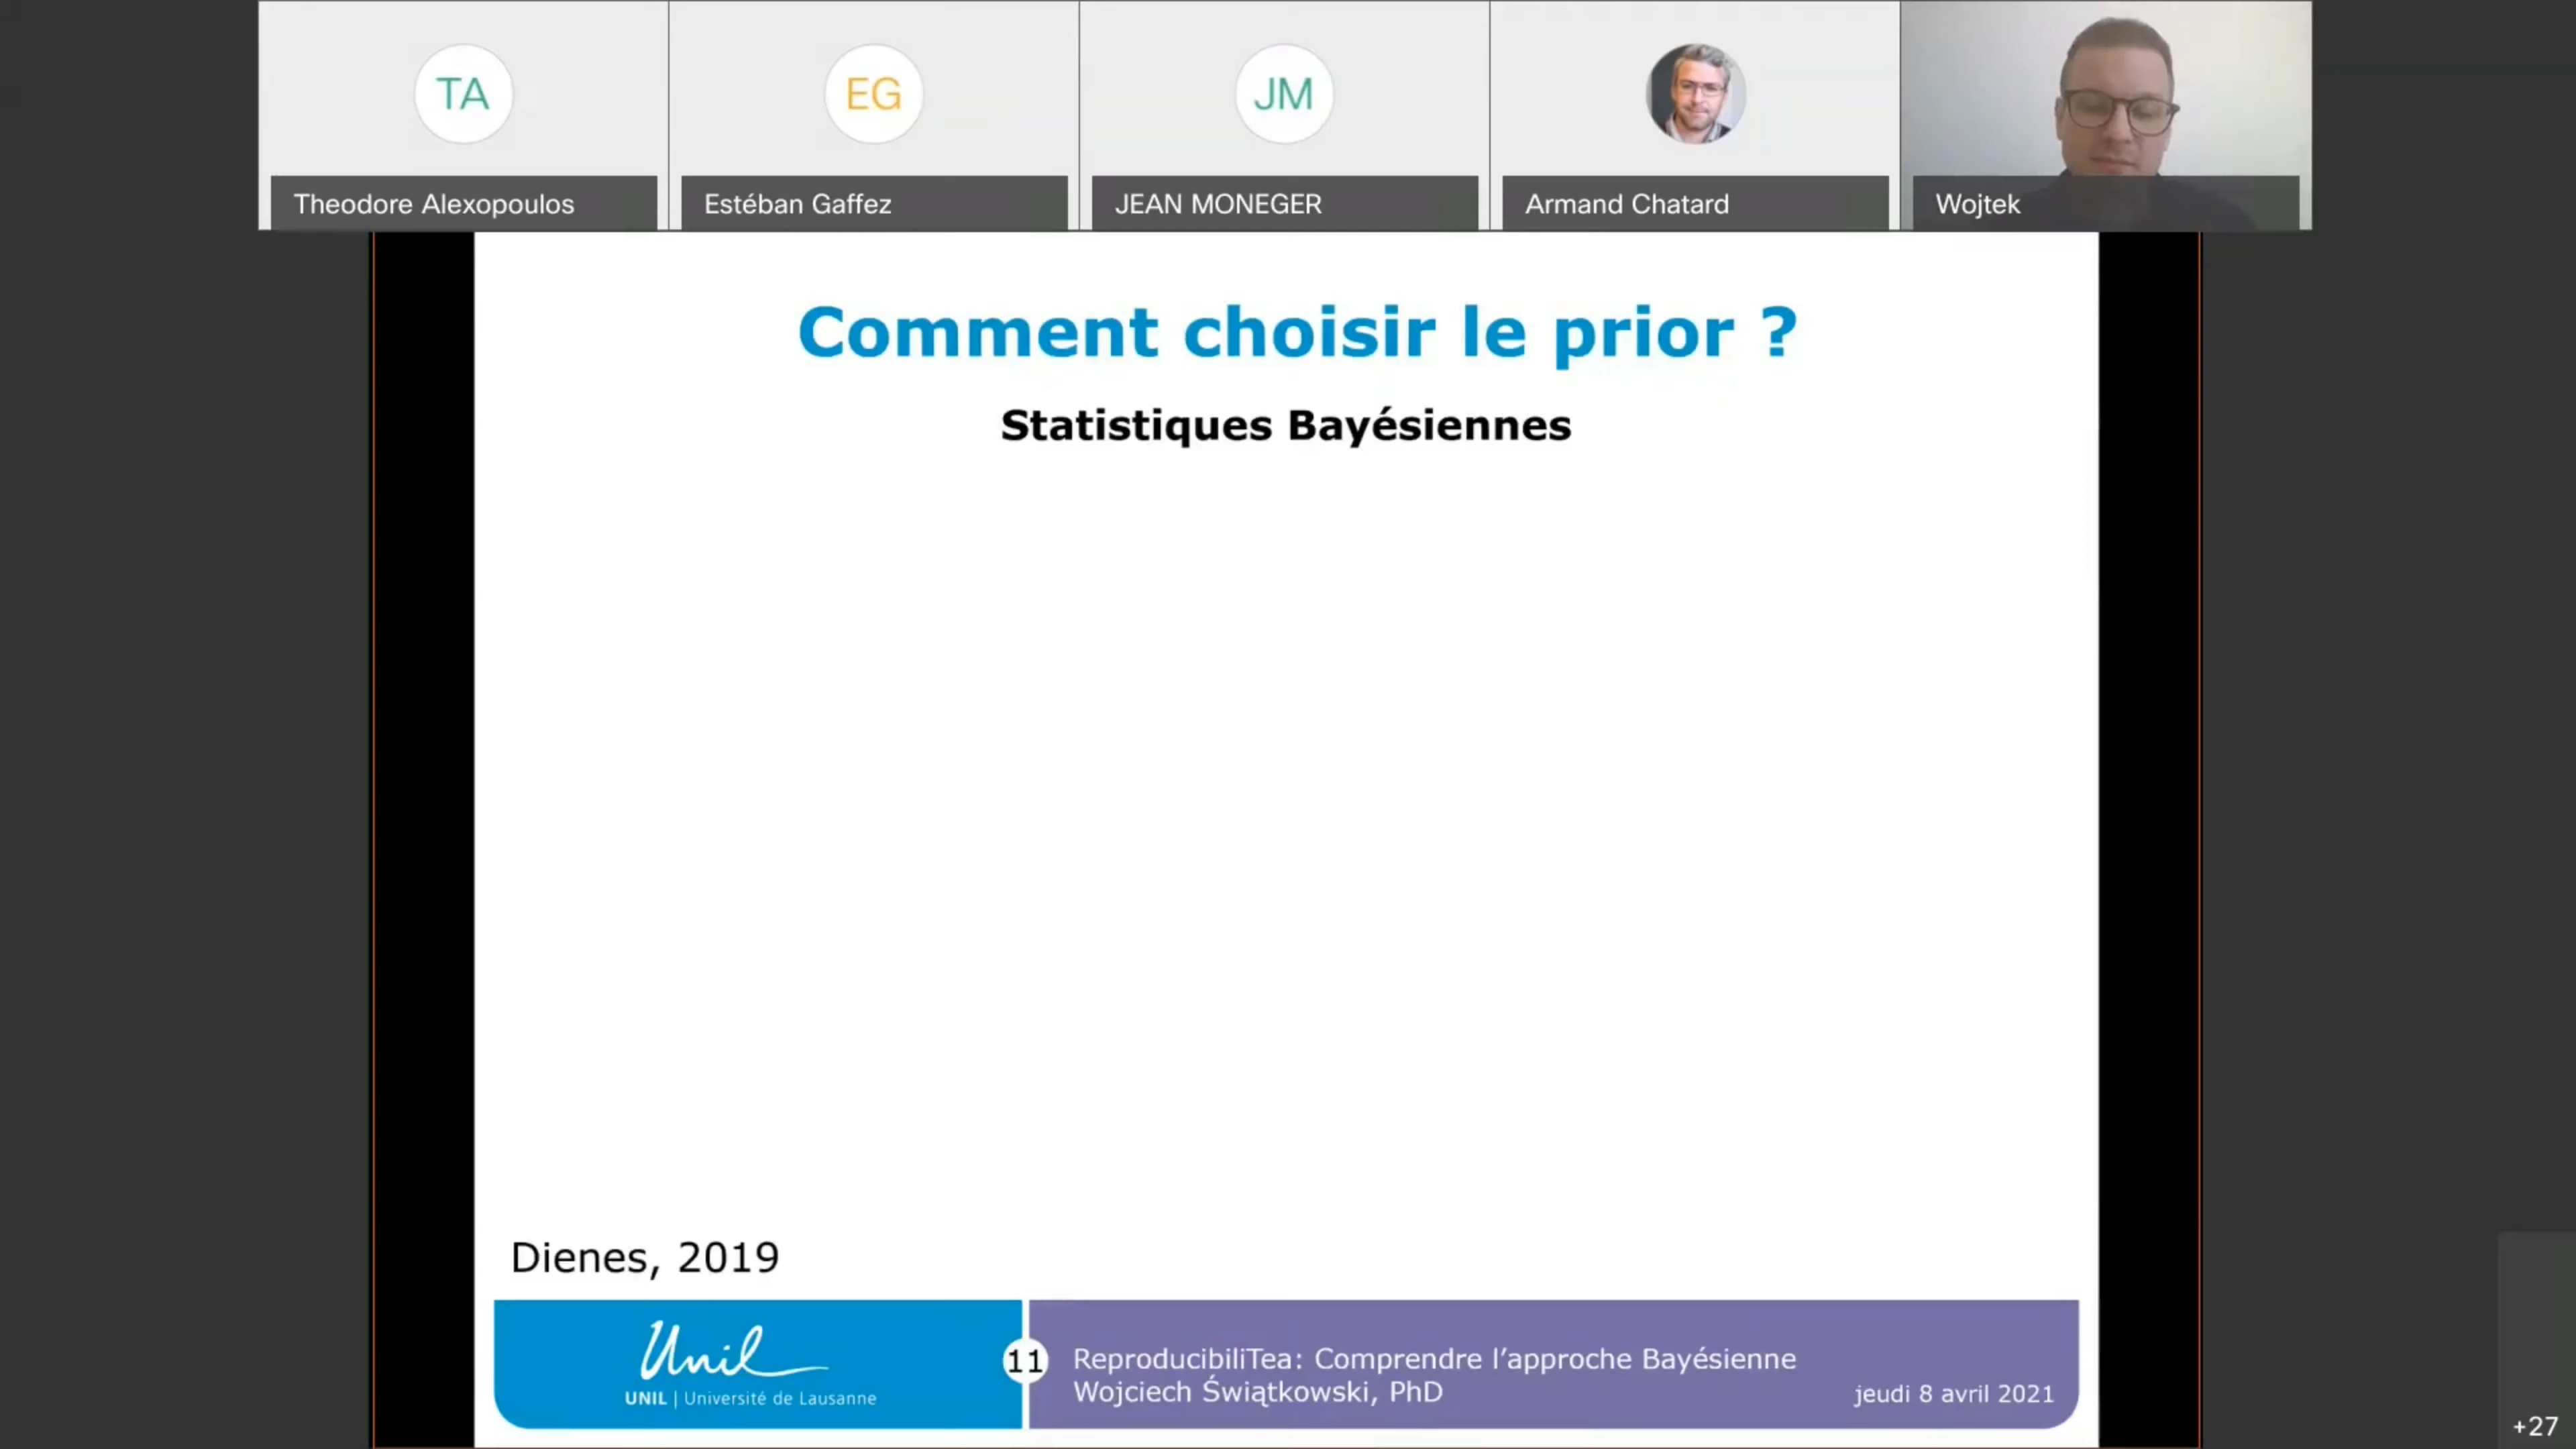 TA
EG
JM
Theodore Alexopoulos
Estéban Gaffez
JEAN MONEGER
Armand Chatard
Wojtek
Comment choisir le prior ?
Statistiques Bayésiennes
Dienes, 2019
Unil
UNIL | Université de Lausanne
11
ReproducibiliTea: Comprendre l’approche Bayésienne
Wojciech Świątkowski, PhD
jeudi 8 avril 2021
+27